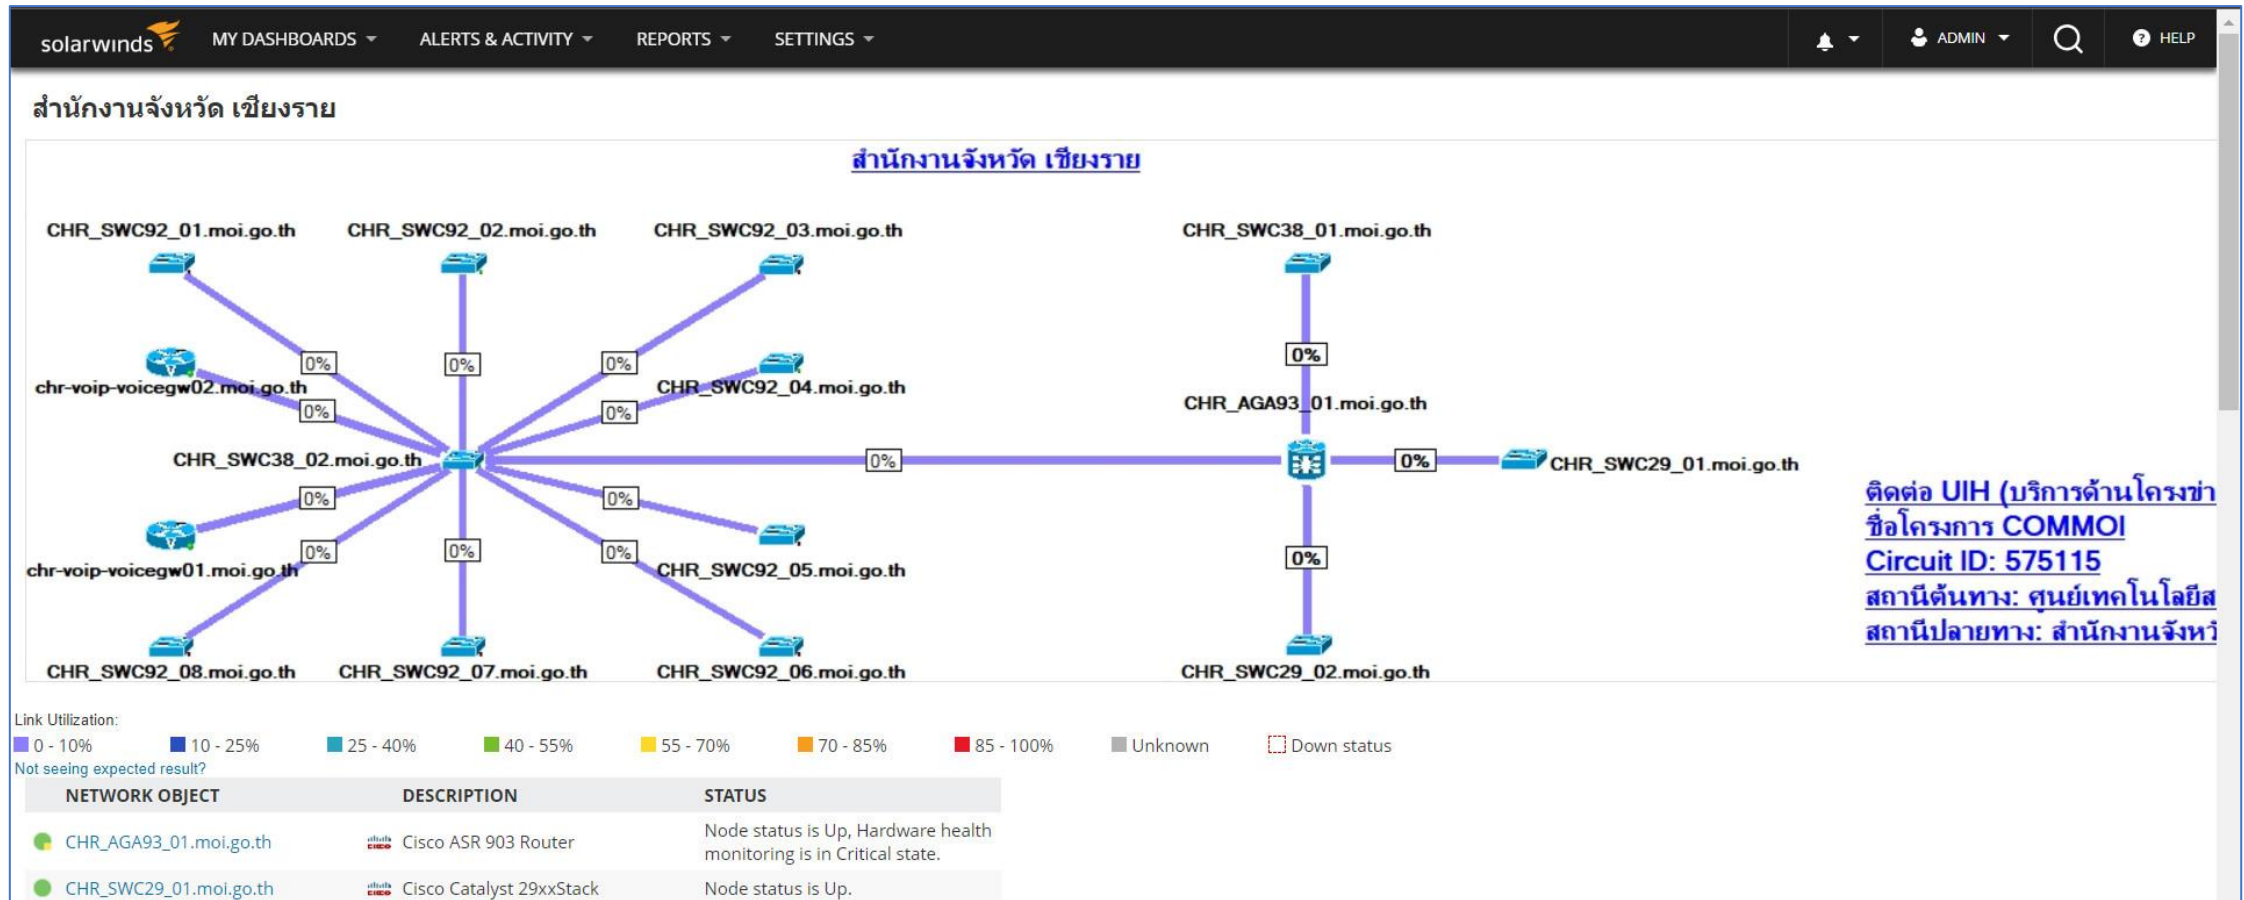 solarwinds MY DASHBOARDS ALERTS & ACTIVITY REPORTS SETTINGS ADMIN HELP
สำนักงานจังหวัด เชียงราย
สำนักงานจังหวัด เชียงราย
CHR_SWC92_01.moi.go.th CHR_SWC92_02.moi.go.th CHR_SWC92_03.moi.go.th CHR_SWC38_01.moi.go.th
0% 0% 0% 0%
chr-voip-voicegw02.moi.go.th CHR_SWC92_04.moi.go.th
CHR_AGA93_01.moi.go.th
0% 0%
CHR_SWC38_02.moi.go.th 0% 0% CHR_SWC29_01.moi.go.th
0% 0%
ติดต่อ UIH (บริการด้านโครงข่า
ชื่อโครงการ COMMOI
0% 0% 0% 0%
Circuit ID: 575115
chr-voip-voicegw01.moi.go.th CHR_SWC92_05.moi.go.th
สถานีต้นทาง: ศูนย์เทคโนโลยีส
สถานีปลายทาง: สำนักงานจังหวั
CHR_SWC92_08.moi.go.th CHR_SWC92_07.moi.go.th CHR_SWC92_06.moi.go.th CHR_SWC29_02.moi.go.th
Link Utilization:
0 - 10% 10 - 25% 25 - 40% 40 - 55% 55 - 70% 70 - 85% 85 - 100% Unknown Down status
Not seeing expected result?
NETWORK OBJECT DESCRIPTION STATUS
CHR_AGA93_01.moi.go.th CISCO Cisco ASR 903 Router Node status is Up, Hardware health
monitoring is in Critical state.
CHR_SWC29_01.moi.go.th CISCO Cisco Catalyst 29xxStack Node status is Up.